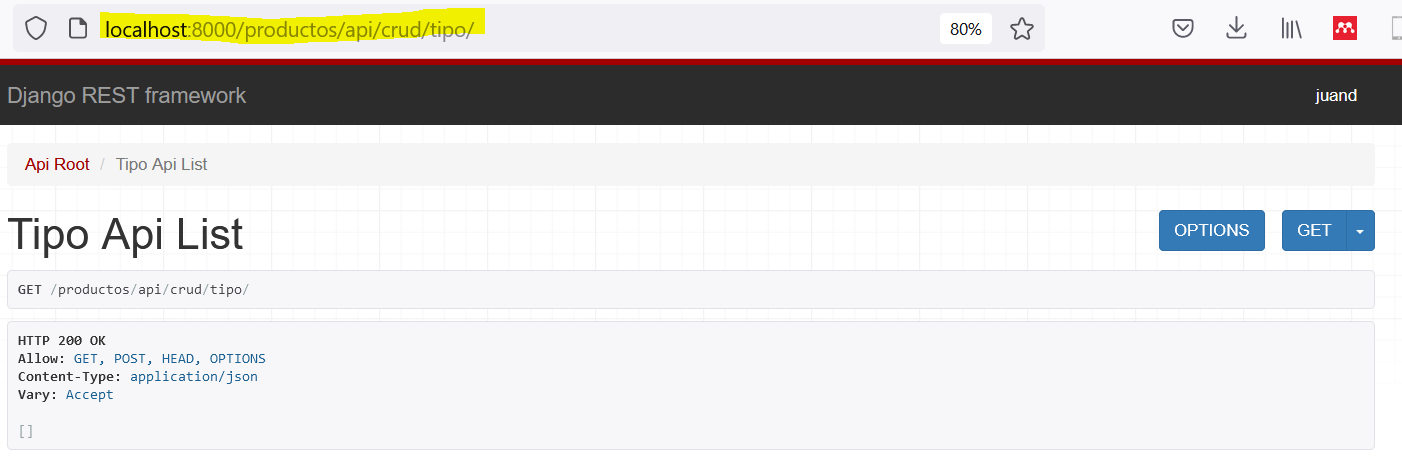 localhost:8000/productos/api/crud/tipo/ 80%
Django REST framework juand
Api Root / Tipo Api List
Tipo Api List OPTIONS GET
GET /productos/api/crud/tipo/
HTTP 200 OK
Allow: GET, POST, HEAD, OPTIONS
Content-Type: application/json
Vary: Accept
[]